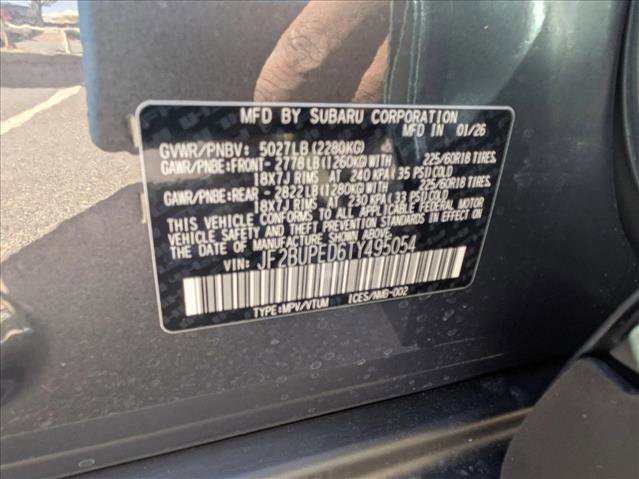 MFD BY SUBARU CORPORATION
MFD IN 01/26
GVWR/PNBV: 5027LB (2280KG)
GAWR/PNBE:FRONT- 2778LB(1260KG)WITH 225/60R18 TIRES,
18X7J RIMS AT 240 KPA(35 PSI)COLD
GAWR/PNBE:REAR - 2822LB(1280KG)WITH 225/60R18 TIRES,
18X7J RIMS AT 230 KPA(33 PSI)COLD
THIS VEHICLE CONFORMS TO ALL APPLICABLE FEDERAL MOTOR
VEHICLE SAFETY AND THEFT PREVENTION STANDARDS IN EFFECT ON
THE DATE OF MANUFACTURE SHOWN ABOVE.
VIN: JF2BUPED6TY495054
TYPE:MPV/VTUM ICES/NMB-002